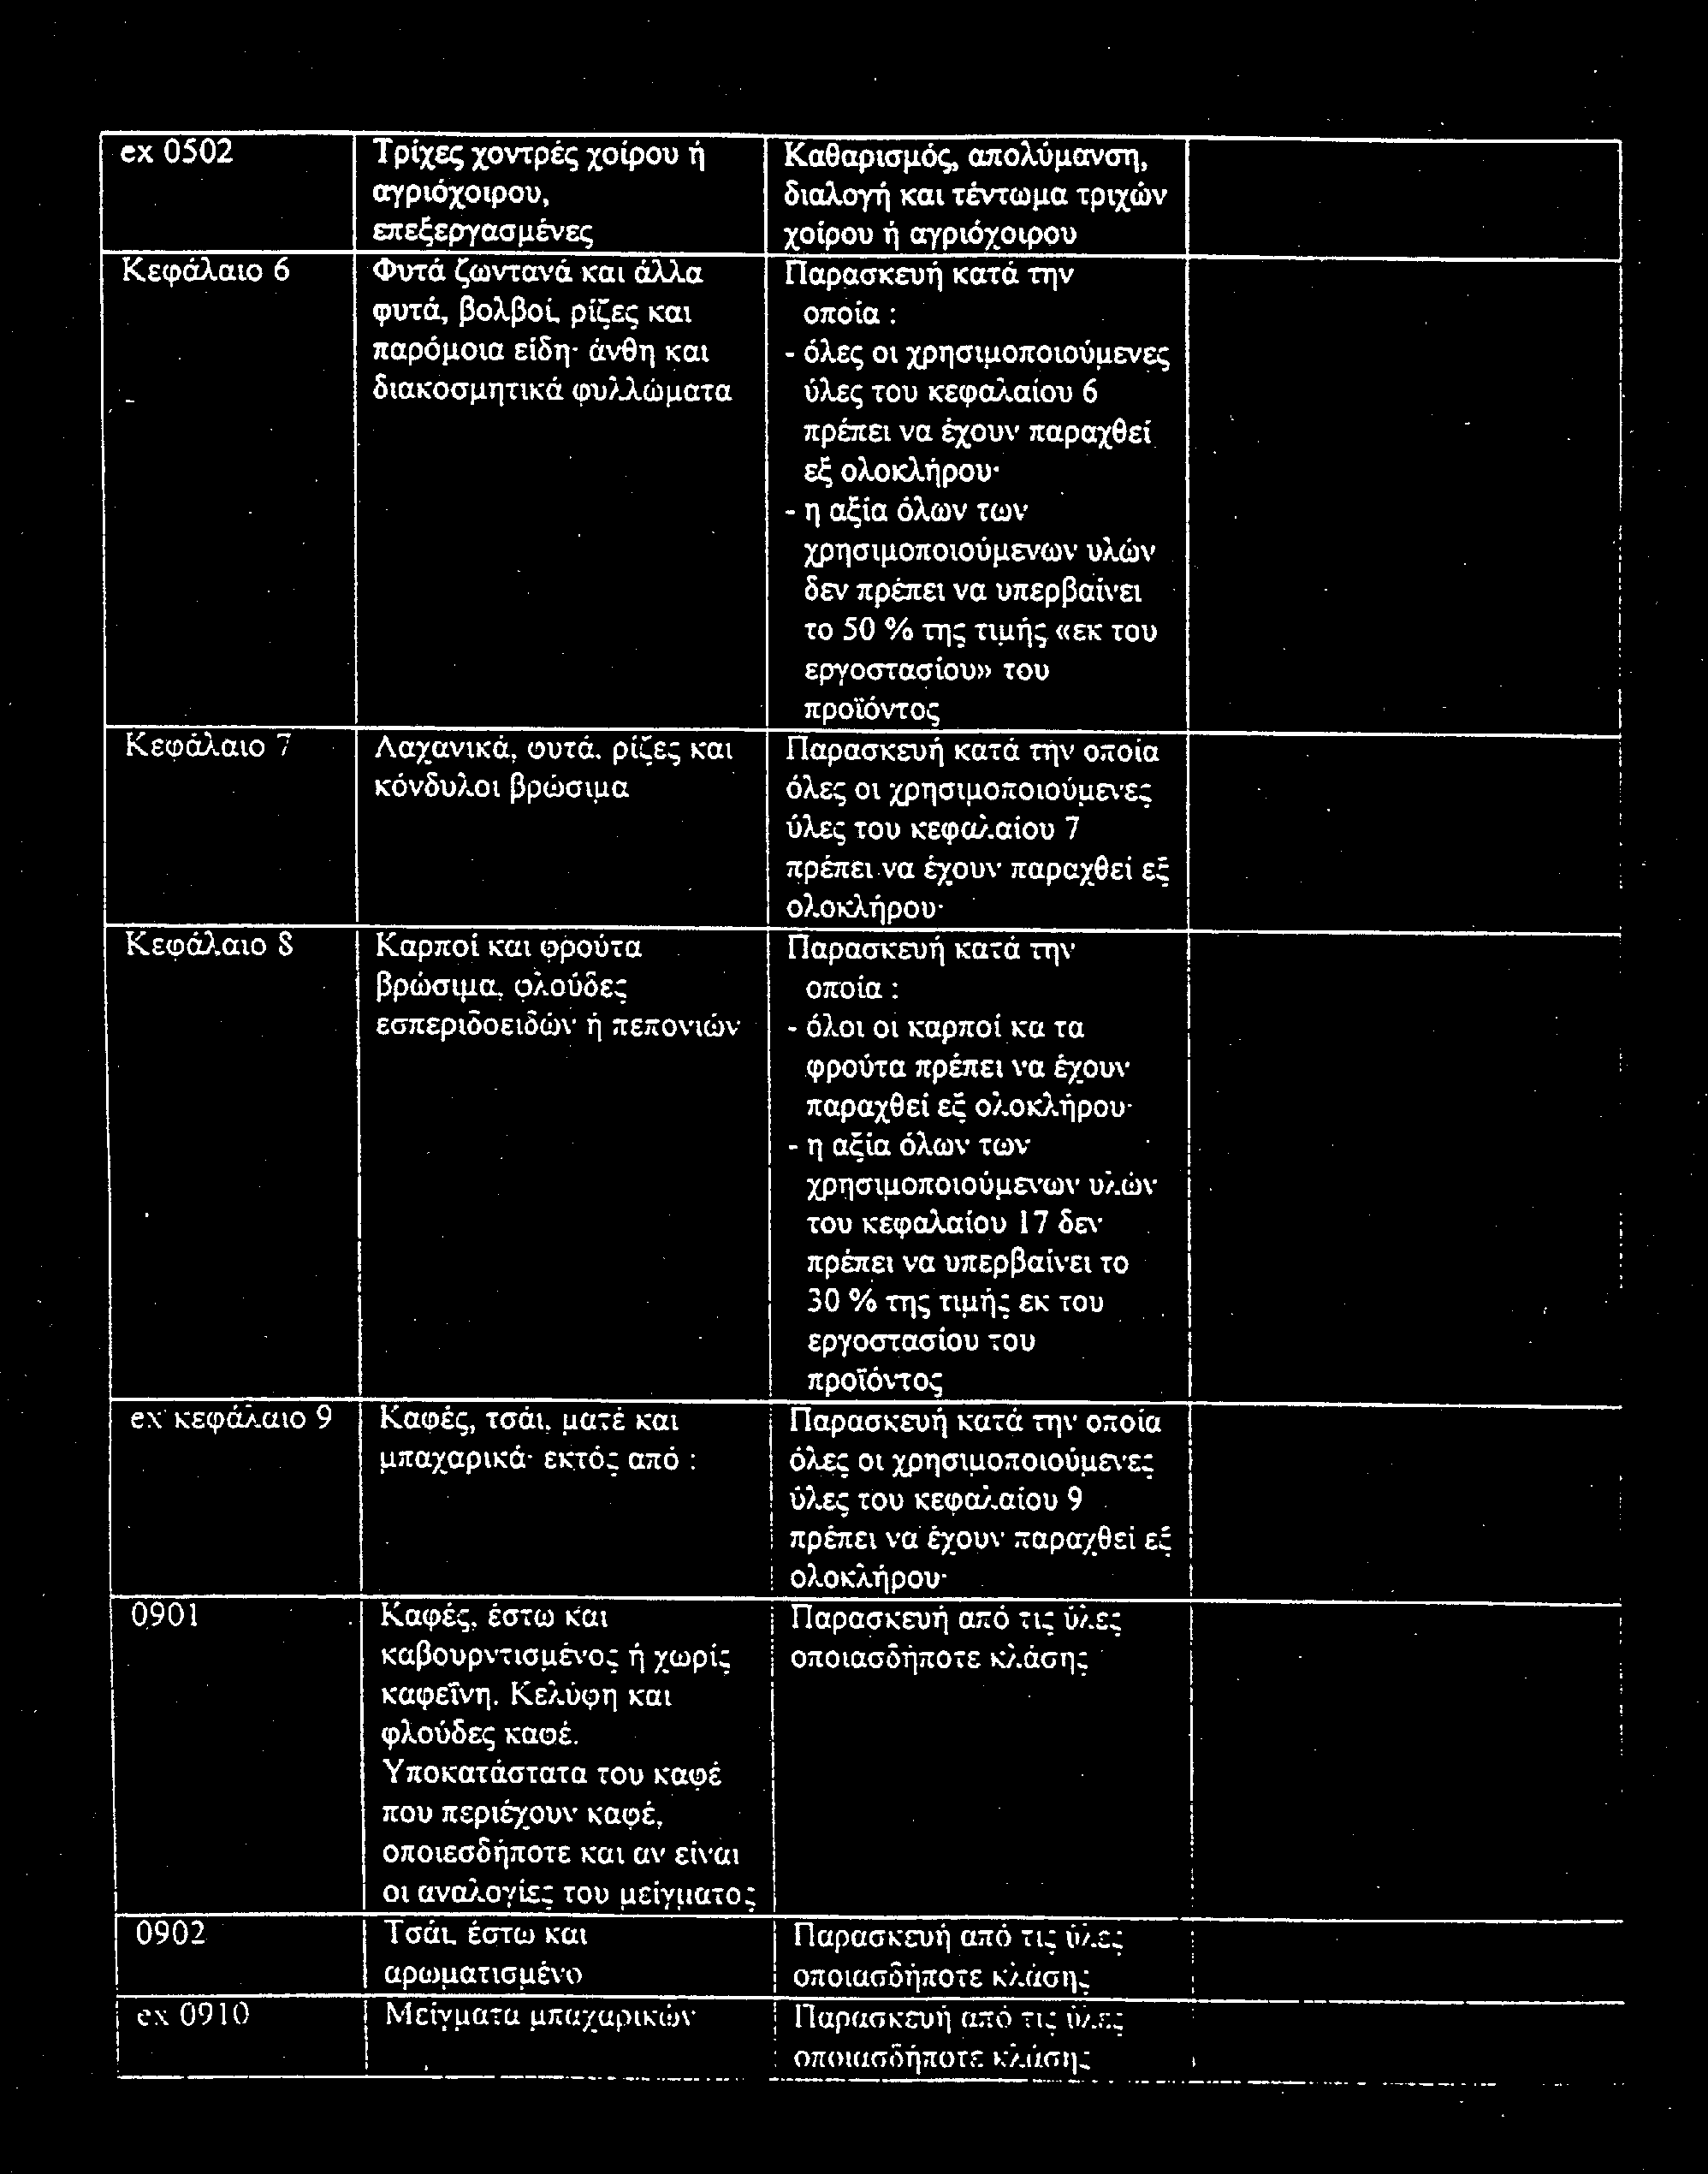 ex 0502
Τρίχες χοντρές χοίρου ή
αγριόχοιρου,
επεξεργασμένες
Καθαρισμός, απολύμανση,
διαλογή και τέντωμα τριχών
χοίρου ή αγριόχοιρου
Κεφάλαιο 6
Φυτά ζωντανά και άλλα
φυτά, βολβοί, ρίζες και
παρόμοια είδη· άνθη και
διακοσμητικά φυλλώματα
Παρασκευή κατά την
οποία :
- όλες οι χρησιμοποιούμενες
ύλες του κεφαλαίου 6
πρέπει να έχουν παραχθεί
εξ ολοκλήρου·
- η αξία όλων των
χρησιμοποιούμενων υλών
δεν πρέπει να υπερβαίνει
το 50 % της τιμής «εκ του
εργοστασίου» του
προϊόντος
Κεφάλαιο 7
Λαχανικά, φυτά, ρίζες και
κόνδυλοι βρώσιμα
Παρασκευή κατά την οποία
όλες οι χρησιμοποιούμενες
ύλες του κεφαλαίου 7
πρέπει να έχουν παραχθεί εξ
ολοκλήρου·
Κεφάλαιο 8
Καρποί και φρούτα
βρώσιμα, φλούδες
εσπεριδοειδών ή πεπονιών
Παρασκευή κατά την
οποία :
- όλοι οι καρποί κα τα
φρούτα πρέπει να έχουν
παραχθεί εξ ολοκλήρου·
- η αξία όλων των
χρησιμοποιούμενων υλών
του κεφαλαίου 17 δεν
πρέπει να υπερβαίνει το
30 % της τιμής εκ του
εργοστασίου του
προϊόντος
ex κεφάλαιο 9
Καφές, τσάι, ματέ και
μπαχαρικά· εκτός από :
Παρασκευή κατά την οποία
όλες οι χρησιμοποιούμενες
ύλες του κεφαλαίου 9
πρέπει να έχουν παραχθεί εξ
ολοκλήρου·
0901
Καφές, έστω και
καβουρντισμένος ή χωρίς
καφεΐνη. Κελύφη και
φλούδες καφέ.
Υποκατάστατα του καφέ
που περιέχουν καφέ,
οποιεσδήποτε και αν είναι
οι αναλογίες του μείγματος
Παρασκευή από τις ύλες
οποιασδήποτε κλάσης
0902
Τσάι, έστω και
αρωματισμένο
Παρασκευή από τις ύλες
οποιασδήποτε κλάσης
ex 0910
Μείγματα μπαχαρικών
Παρασκευή από τις ύλες
οποιασδήποτε κλάσης